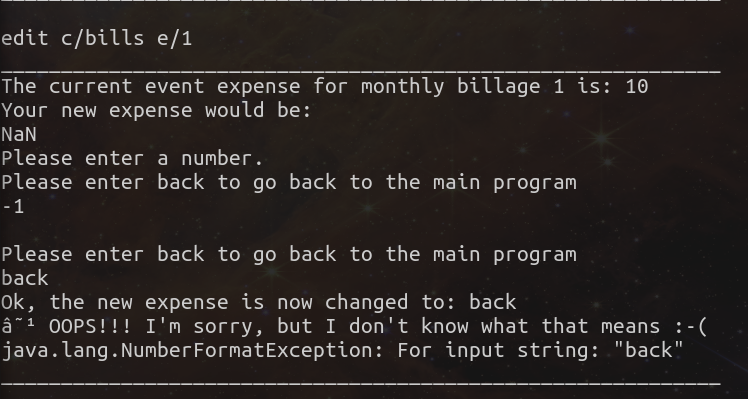 edit c/bills e/1
The current event expense for monthly billage 1 is: 10
Your new expense would be:
NaN
Please enter a number.
Please enter back to go back to the main program
-1
Please enter back to go back to the main program
back
Ok, the new expense is now changed to: back
â˜¹ OOPS!!! I'm sorry, but I don't know what that means :-(
java.lang.NumberFormatException: For input string: "back"